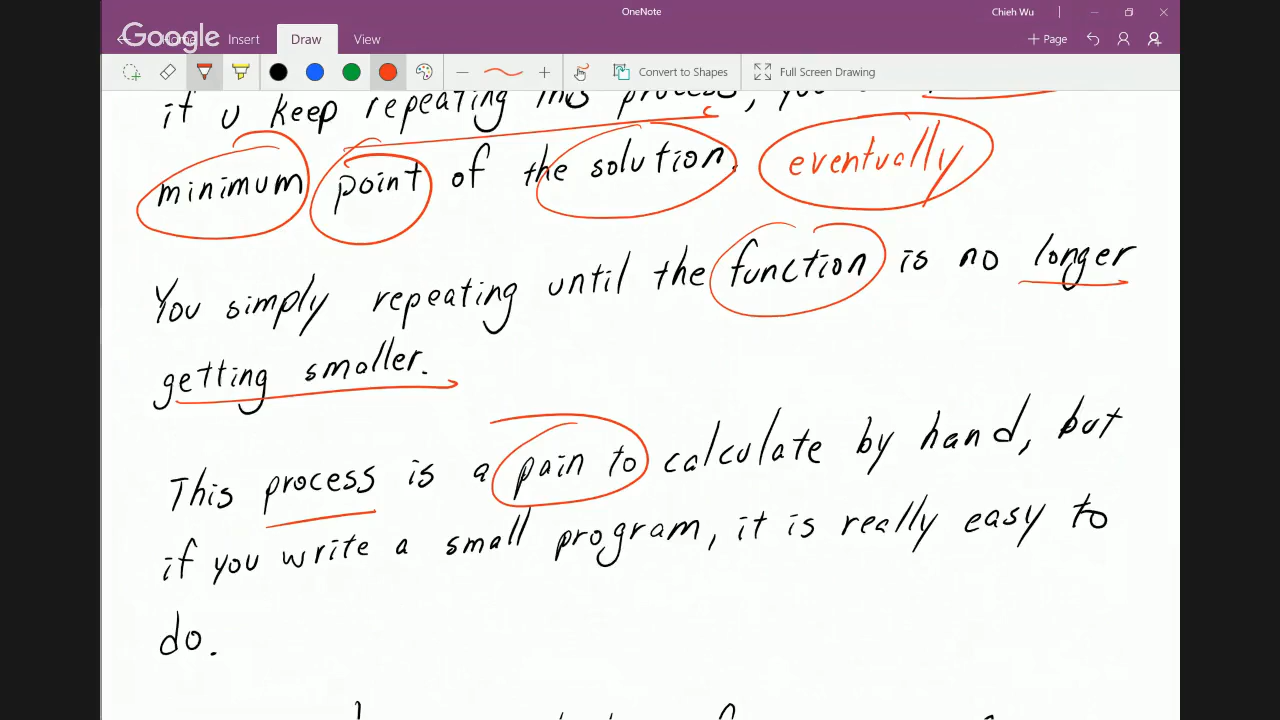 OneNote
Chieh Wu
Google
Insert
Draw
View
Page
Convert to Shapes
Full Screen Drawing
if u keep repeating this process, you
minimum point of the solution. eventually
You simply repeating until the function is no longer
getting smaller.
This process is a pain to calculate by hand, but
if you write a small program, it is really easy to
do.